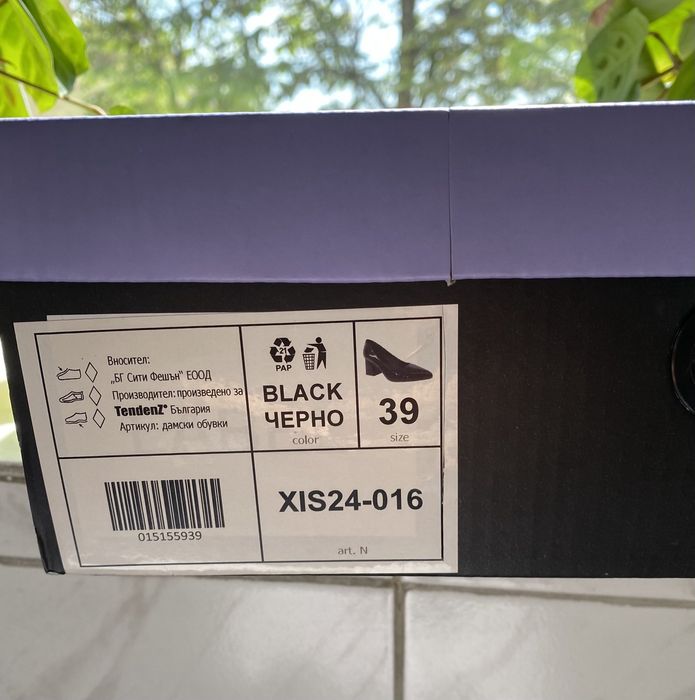 Вносител:
„БГ Сити Фешън" ЕООД
Производител: произведено за
TendenZ® България
Артикул: дамски обувки
21
PAP
BLACK
ЧЕРНО
color
39
size
015155939
XIS24-016
art. N